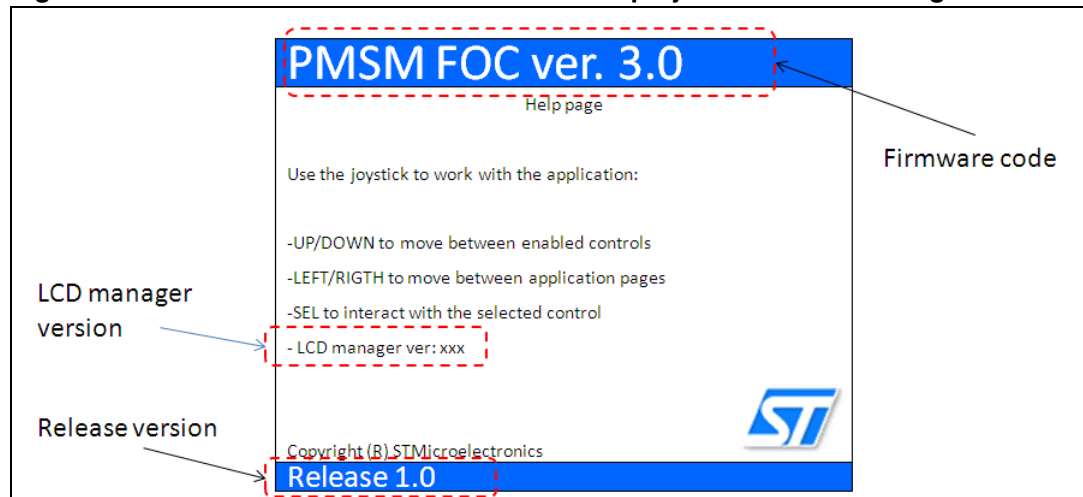 PMSM FOC ver. 3.0
Help page
Firmware code
Use the joystick to work with the application:
-UP/DOWN to move between enabled controls
-LEFT/RIGTH to move between application pages
LCD manager
version
-SEL to interact with the selected control
- LCD manager ver: xxx
ST
Release version
Copyright (R) STMicroelectronics
Release 1.0